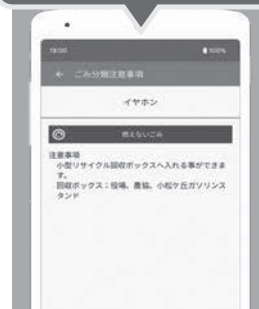 13:00 100%
← ごみ分類注意事項
イヤホン
燃えないごみ
注意事項
小型リサイクル回収ボックスへ入れる事ができま
す。
回収ボックス：役場、農協、小松ケ丘ガソリンス
タンド